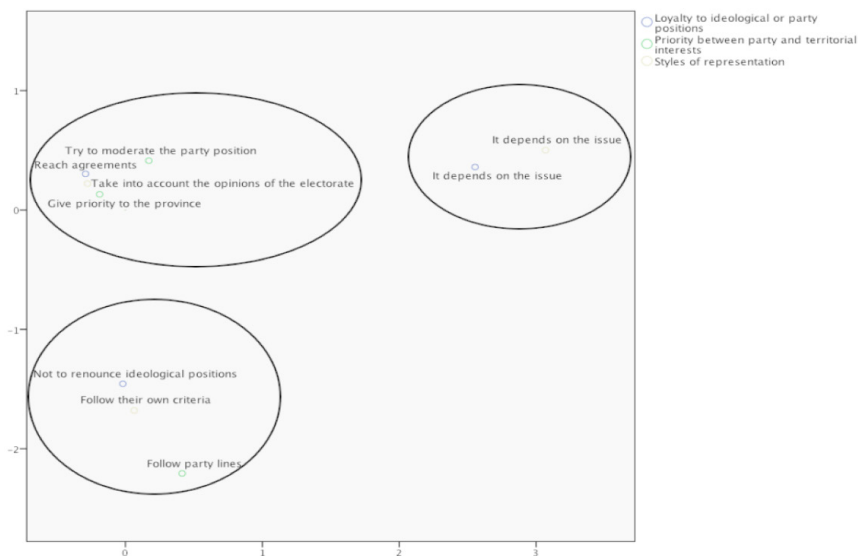 Loyalty to ideological or party
positions
Priority between party and territorial
interests
Styles of representation
1
0
-1
-2
It depends on the issue
It depends on the issue
Try to moderate the party position
Reach agreements
Take into account the opinions of the electorate
Give priority to the province
Not to renounce ideological positions
Follow their own criteria
Follow party lines
0
1
2
3